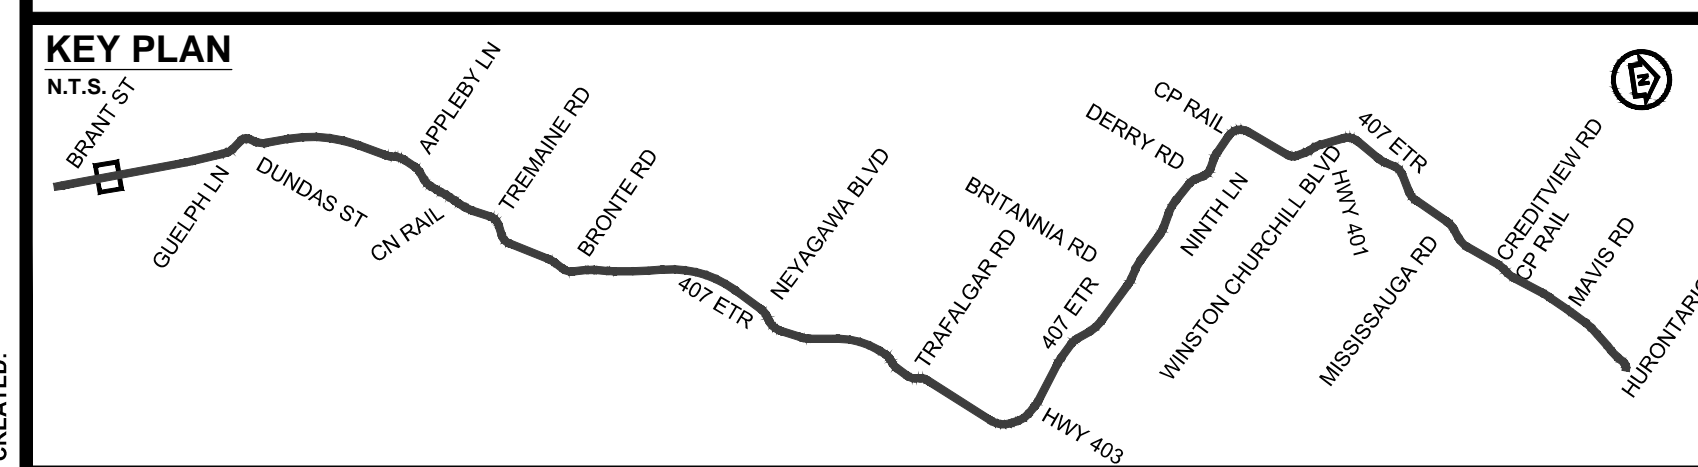 KEY PLAN
N.T.S.
BRANT ST
GUELPH LN
DUNDAS ST
APPLEBY LN
CN RAIL
TREMAINE RD
BRONTE RD
407 ETR
NEYAGAWA BLVD
TRAFALGAR RD
BRITANNIA RD
HWY 403
407 ETR
DERRY RD
CP RAIL
NINTH LN
WINSTON CHURCHILL BLVD
HWY 401
407 ETR
MISSISSAUGA RD
CREDITVIEW RD
CP RAIL
MAVIS RD
N
CREATED: